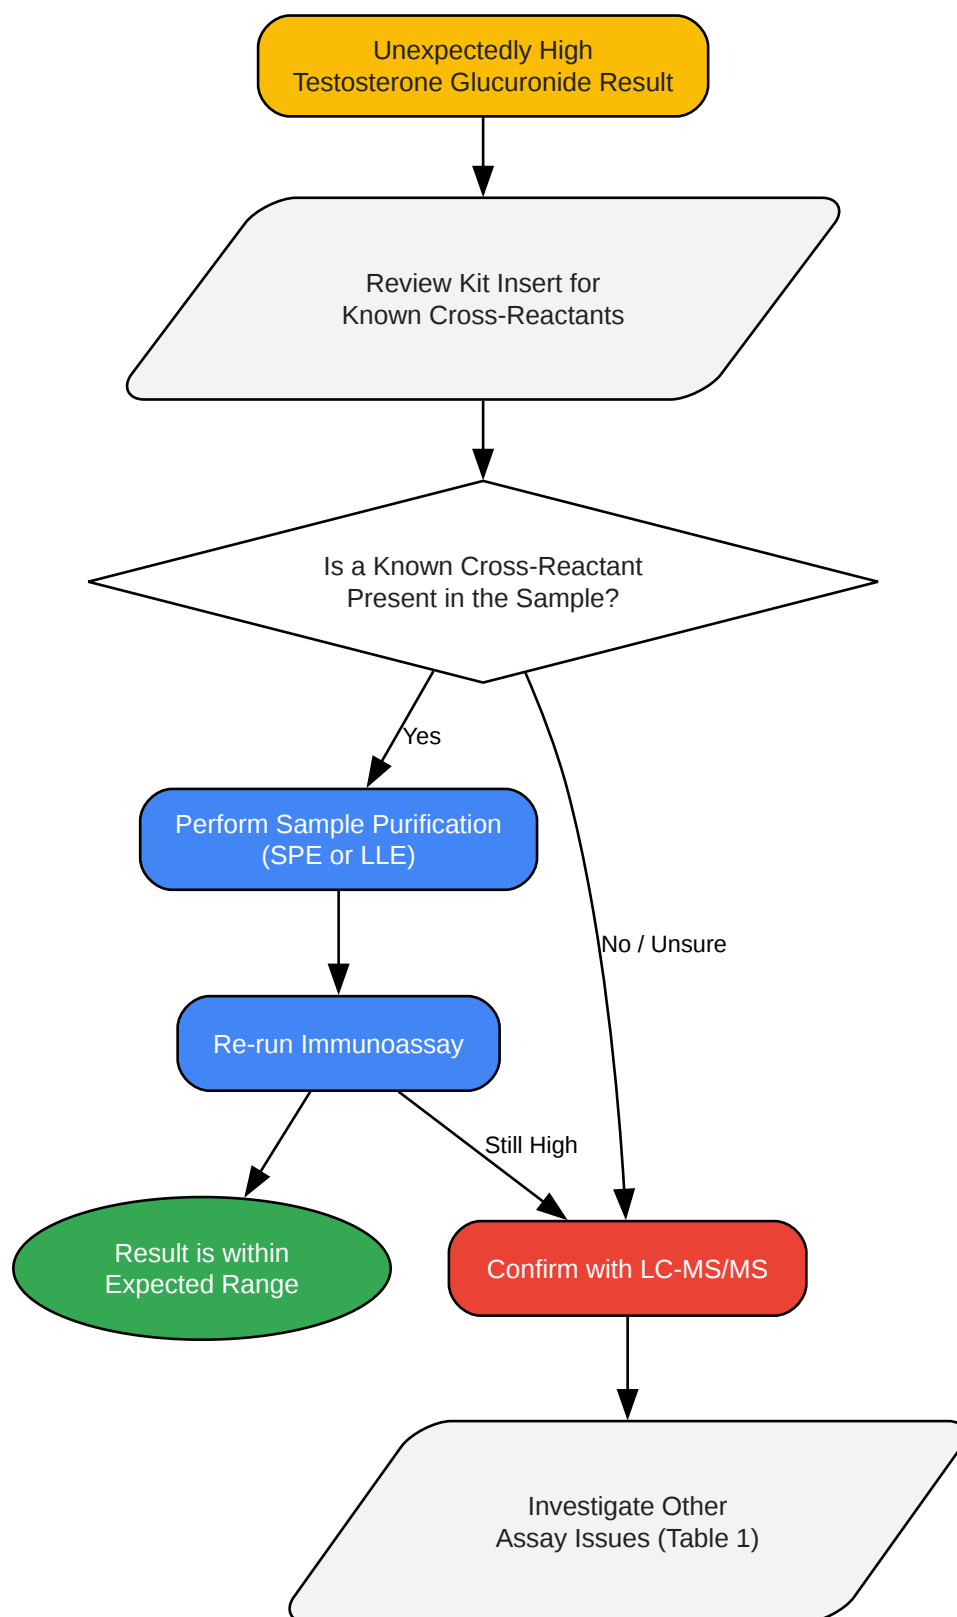 Unexpectedly High
Testosterone Glucuronide Result
Review Kit Insert for
Known Cross-Reactants
Is a Known Cross-Reactant
Present in the Sample?
Yes
Perform Sample Purification
(SPE or LLE)
No / Unsure
Re-run Immunoassay
Still High
Result is within
Expected Range
Confirm with LC-MS/MS
Investigate Other
Assay Issues (Table 1)